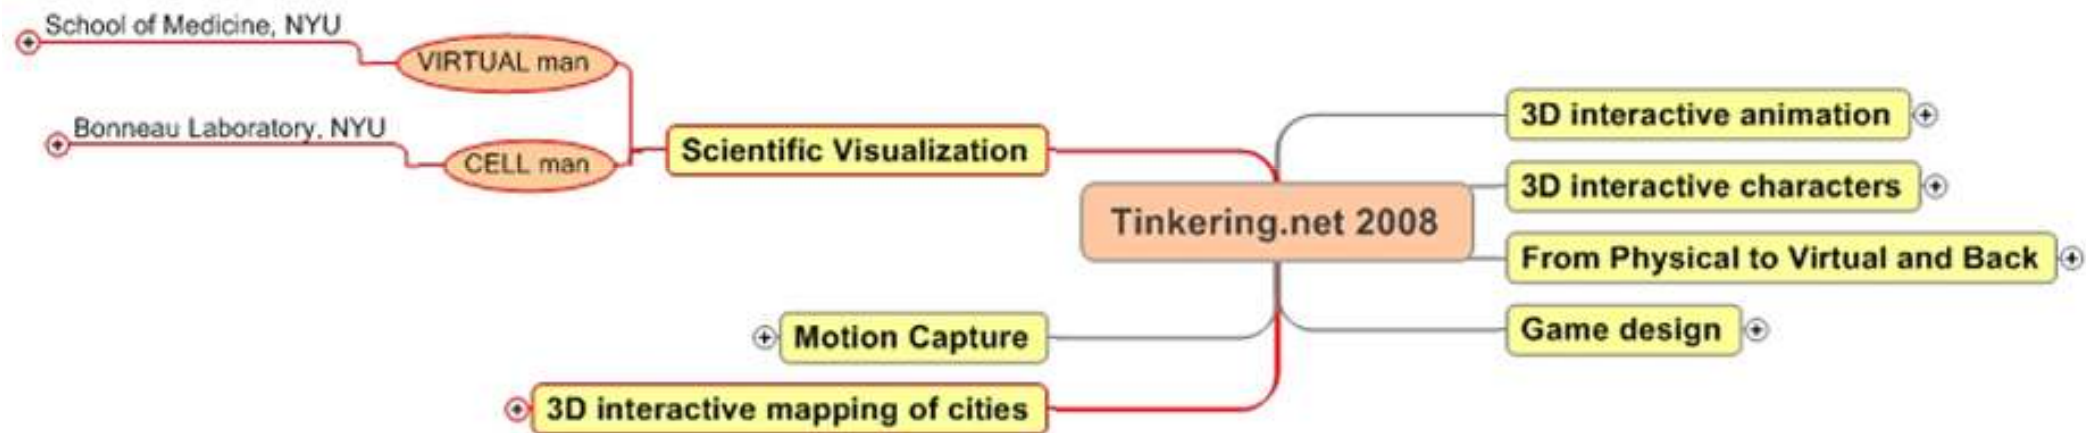 School of Medicine, NYU
VIRTUAL man
Bonneau Laboratory, NYU
CELL man
Scientific Visualization
Tinkering.net 2008
3D interactive animation
3D interactive characters
From Physical to Virtual and Back
Game design
Motion Capture
3D interactive mapping of cities